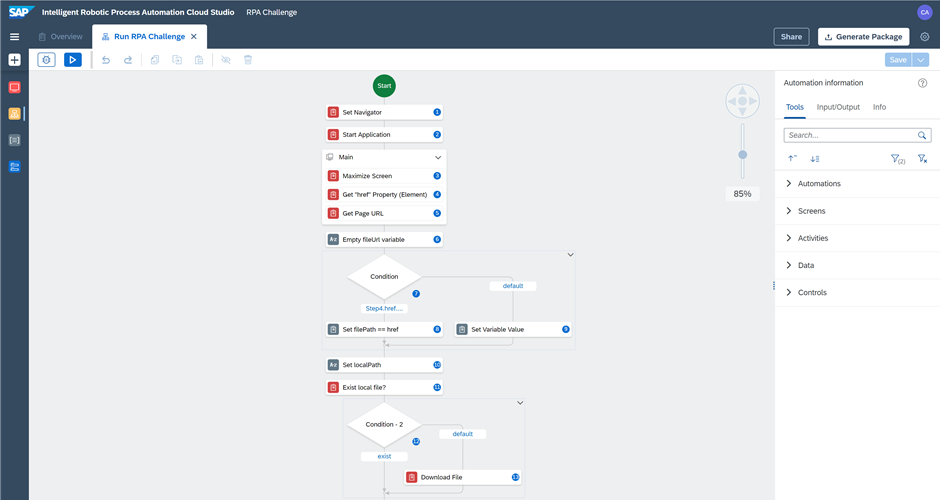 SAP Intelligent Robotic Process Automation Cloud Studio RPA Challenge CA
Overview Run RPA Challenge Share Generate Package
Save
Start
Set Navigator 1
Start Application 2
Main
Maximize Screen 3
Get "href" Property (Element) 4
Get Page URL 5
Empty fileUrl variable 6
Condition
7
default
Step4.href....
Set filePath == href 8
Set Variable Value 9
Set localPath 10
Exist local file? 11
Condition - 2
12
default
exist
Download File 13
85%
Automation information
Tools Input/Output Info
Search...
(2)
Automations
Screens
Activities
Data
Controls